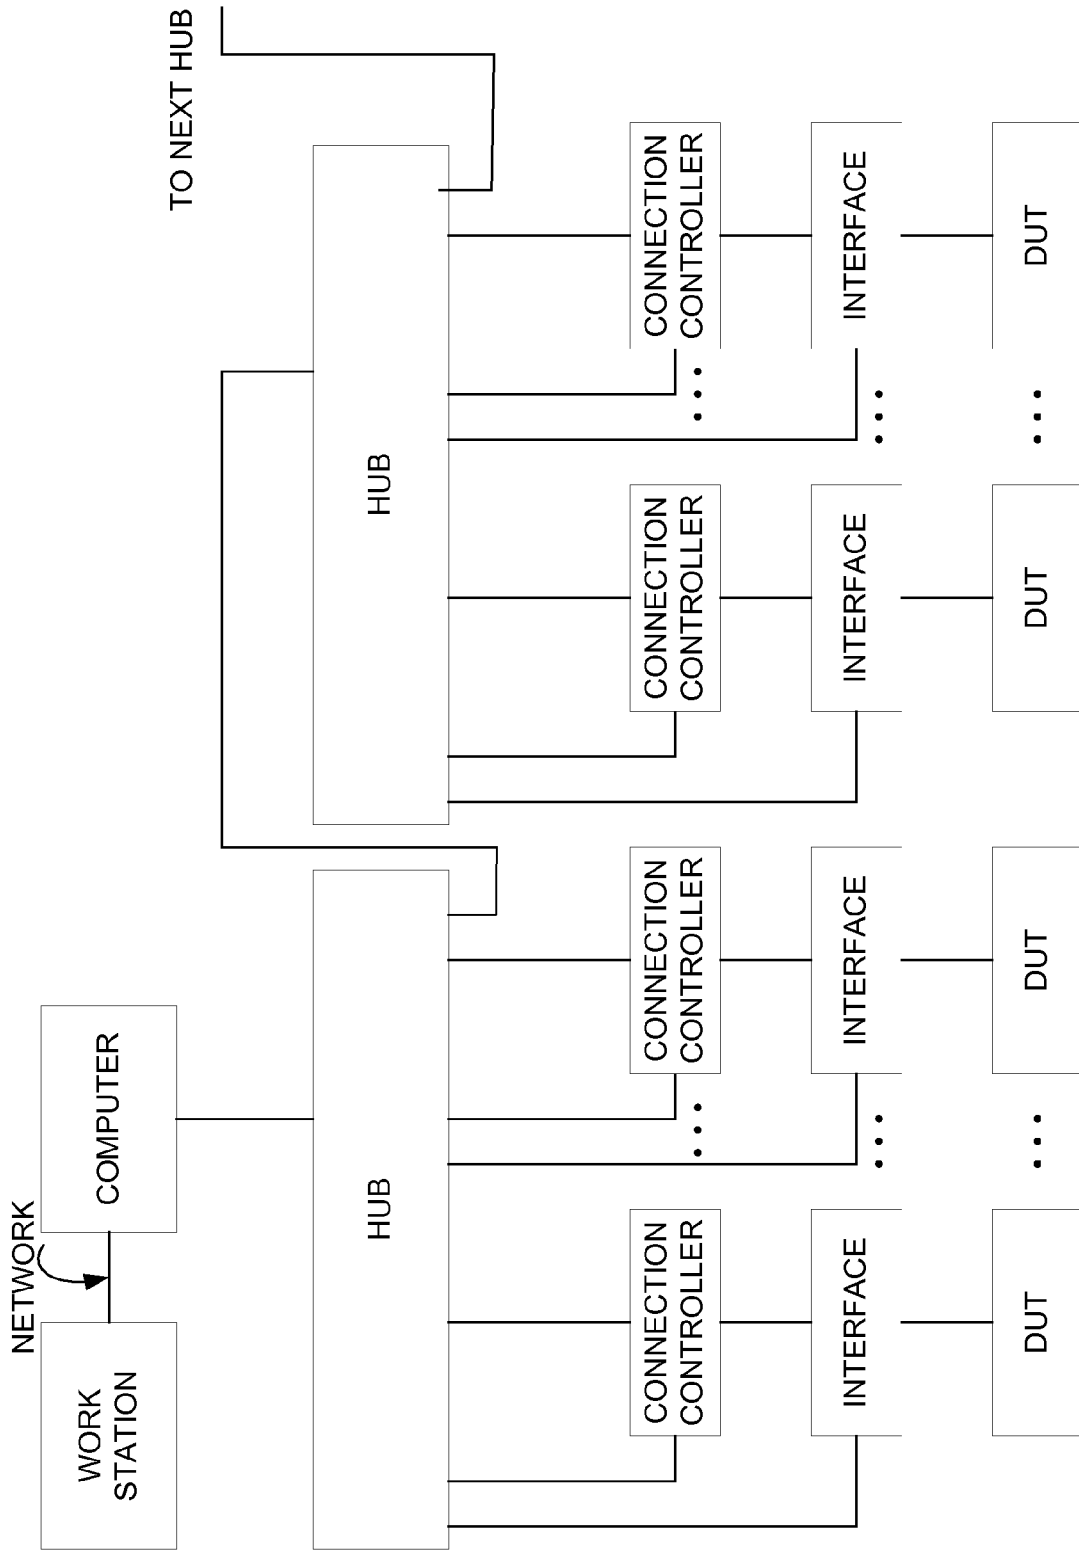 NETWORK
WORK
STATION
COMPUTER
TO NEXT HUB
HUB
HUB
CONNECTION
CONTROLLER
CONNECTION
CONTROLLER
CONNECTION
CONTROLLER
CONNECTION
CONTROLLER
INTERFACE
INTERFACE
INTERFACE
INTERFACE
DUT
DUT
DUT
DUT